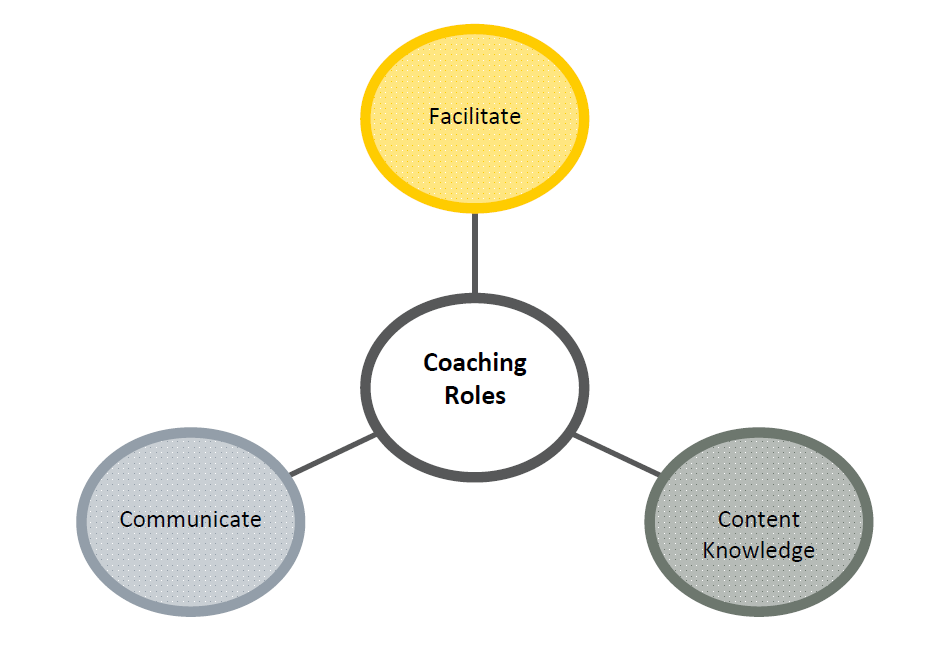 Facilitate
Coaching
Roles
Communicate
Content
Knowledge